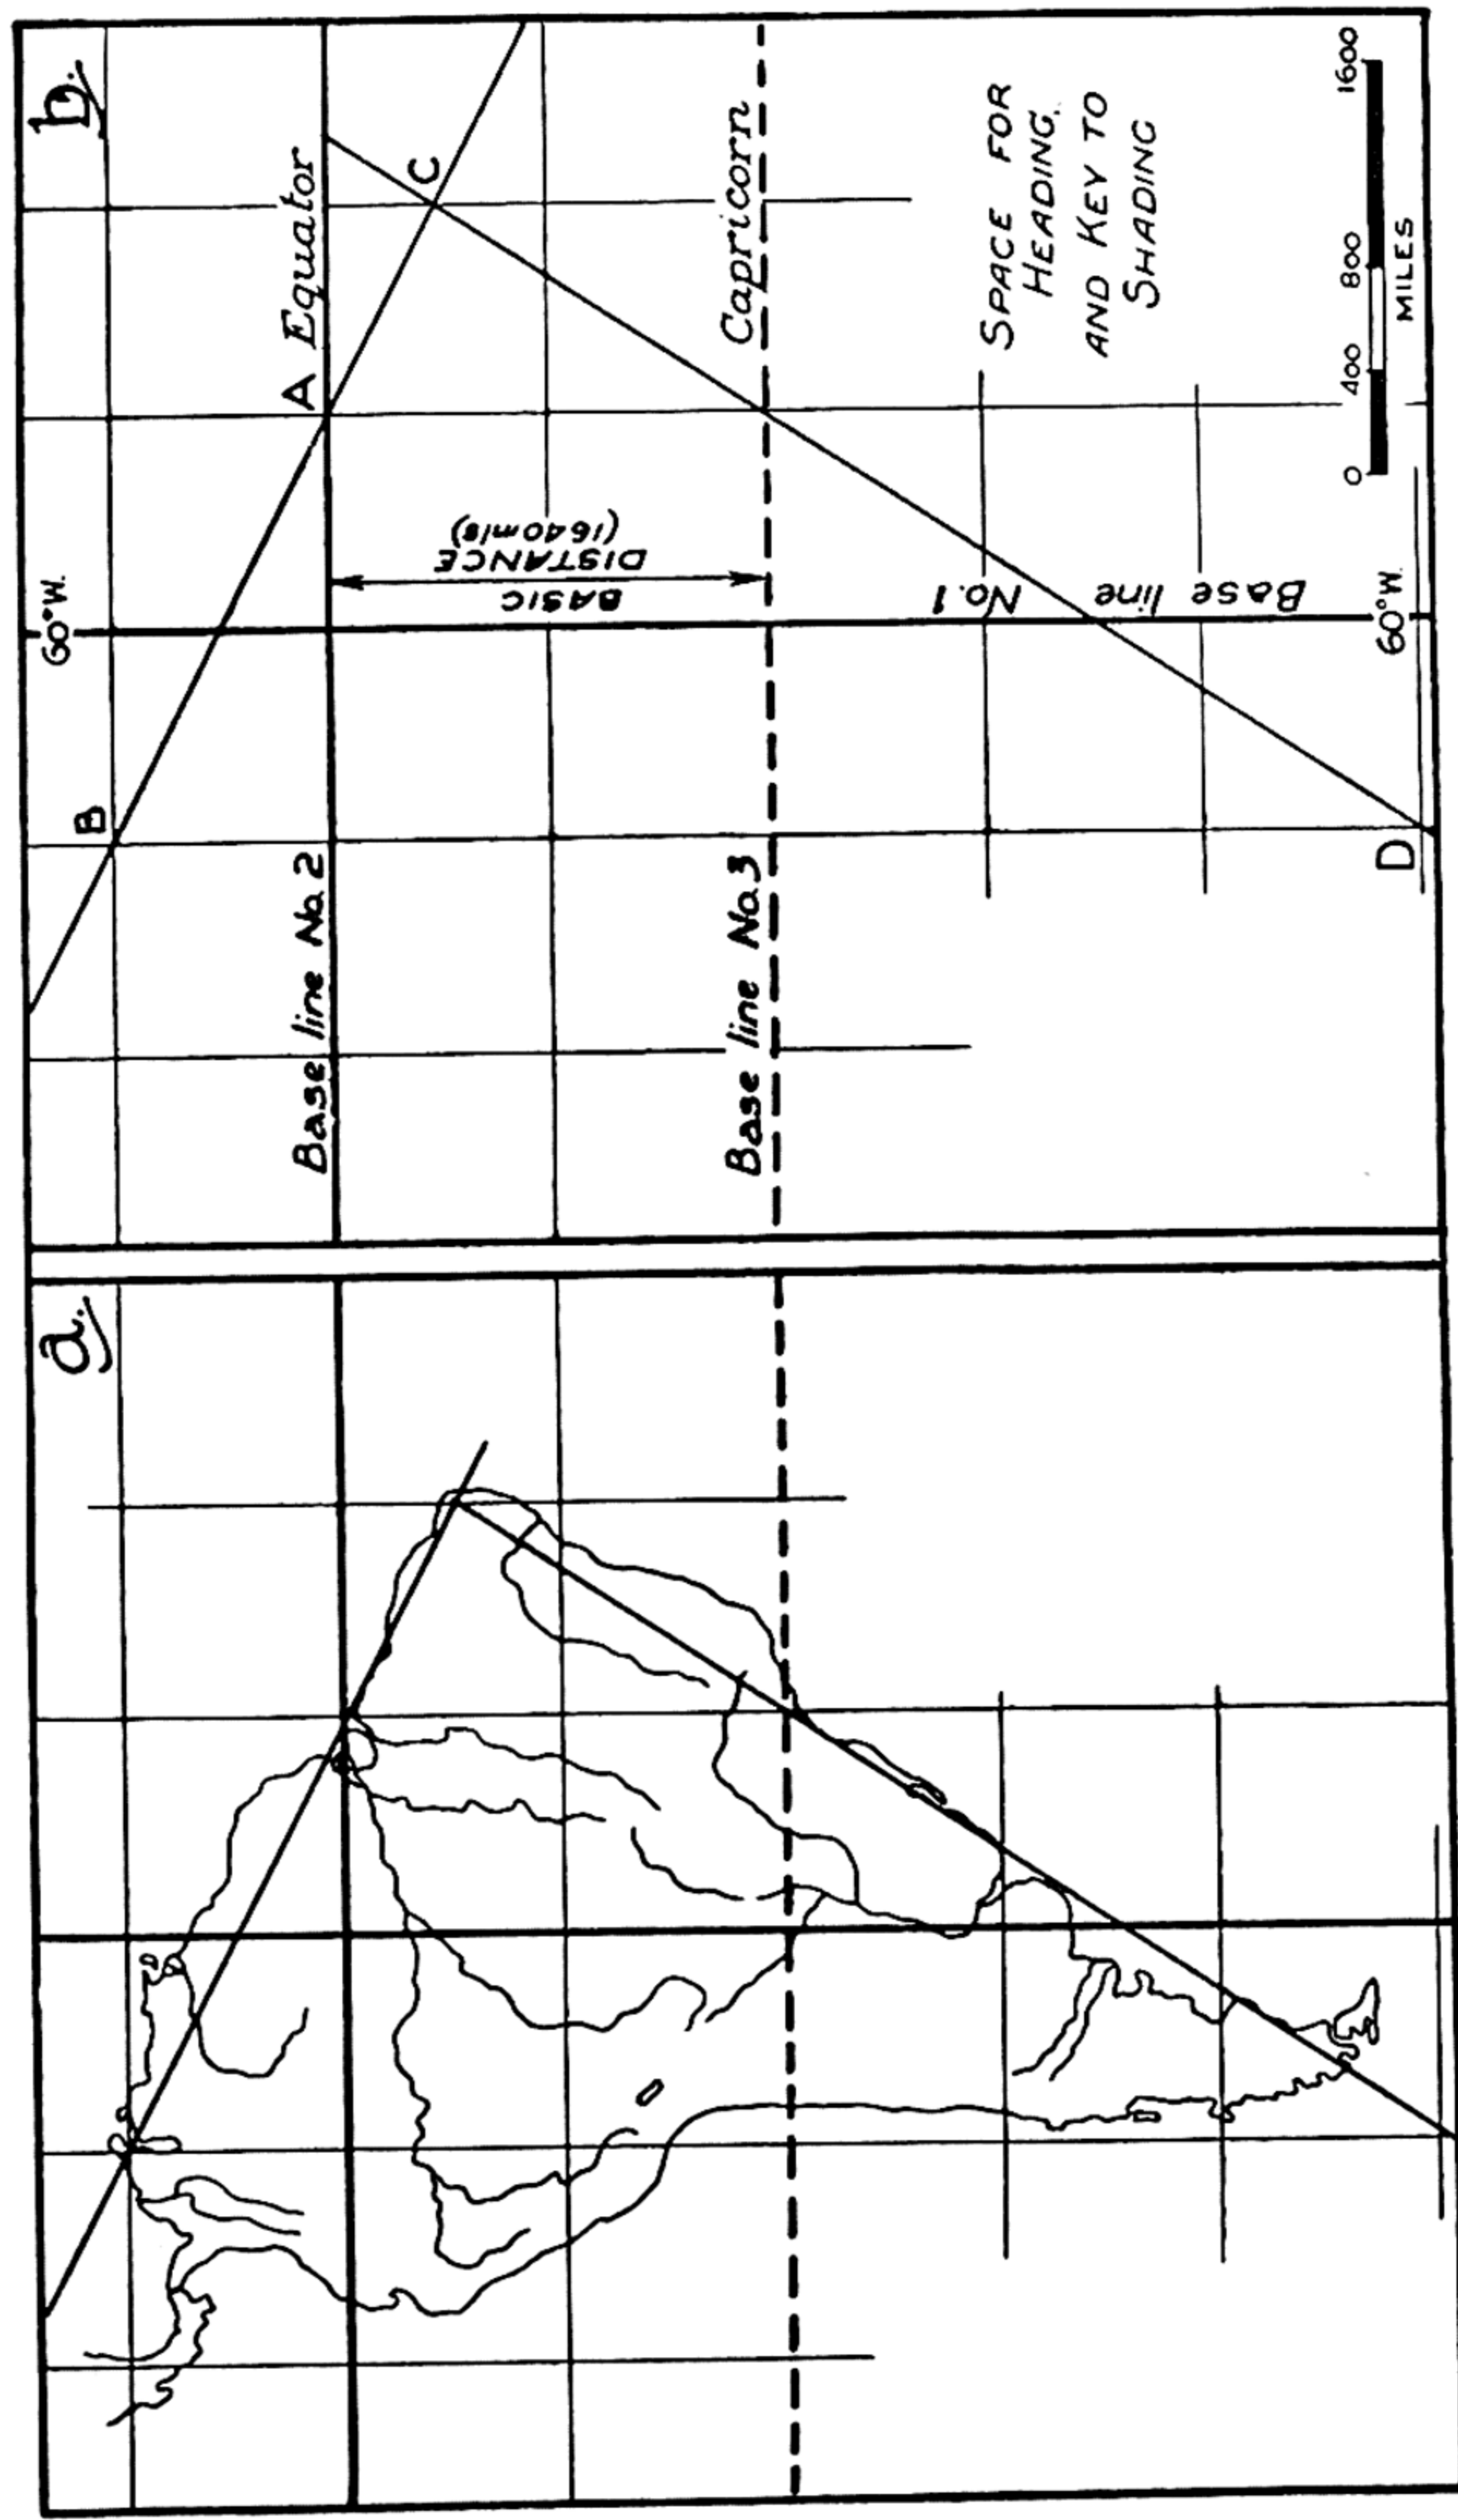 a.
b.
60°W.
B
A Equator
C
Base line No. 2
BASIC
DISTANCE
(1640 mls)
Capricorn
Base line No 3
Base line No. 1
SPACE FOR
HEADING,
AND KEY TO
SHADING
D
60°W.
0 400 800 1600
MILES